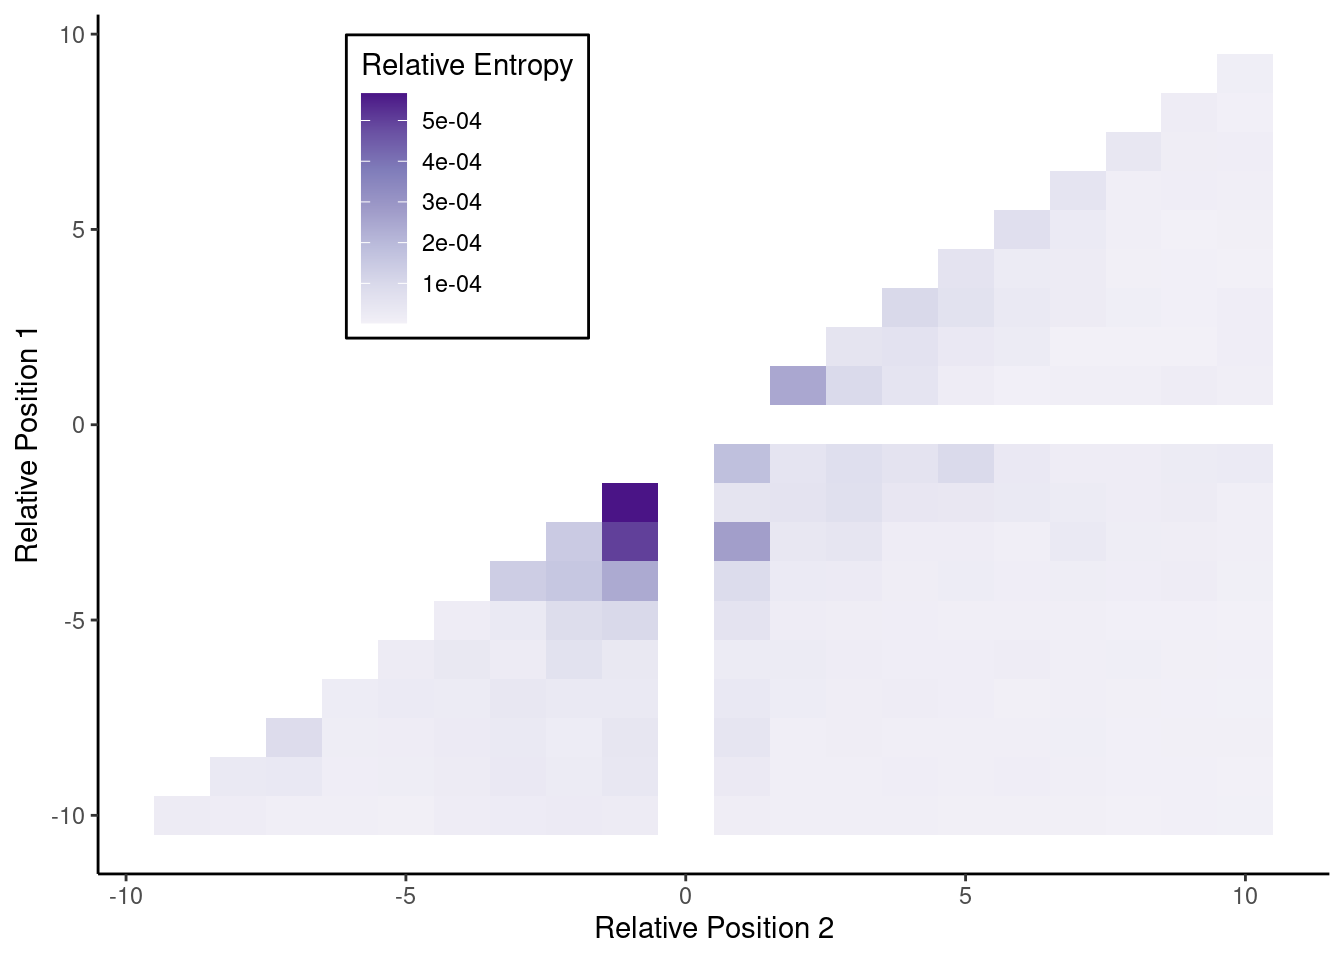 Relative Entropy
5e-04
4e-04
3e-04
2e-04
1e-04
10
5
0
-5
-10
Relative Position 1
-10
-5
0
5
10
Relative Position 2